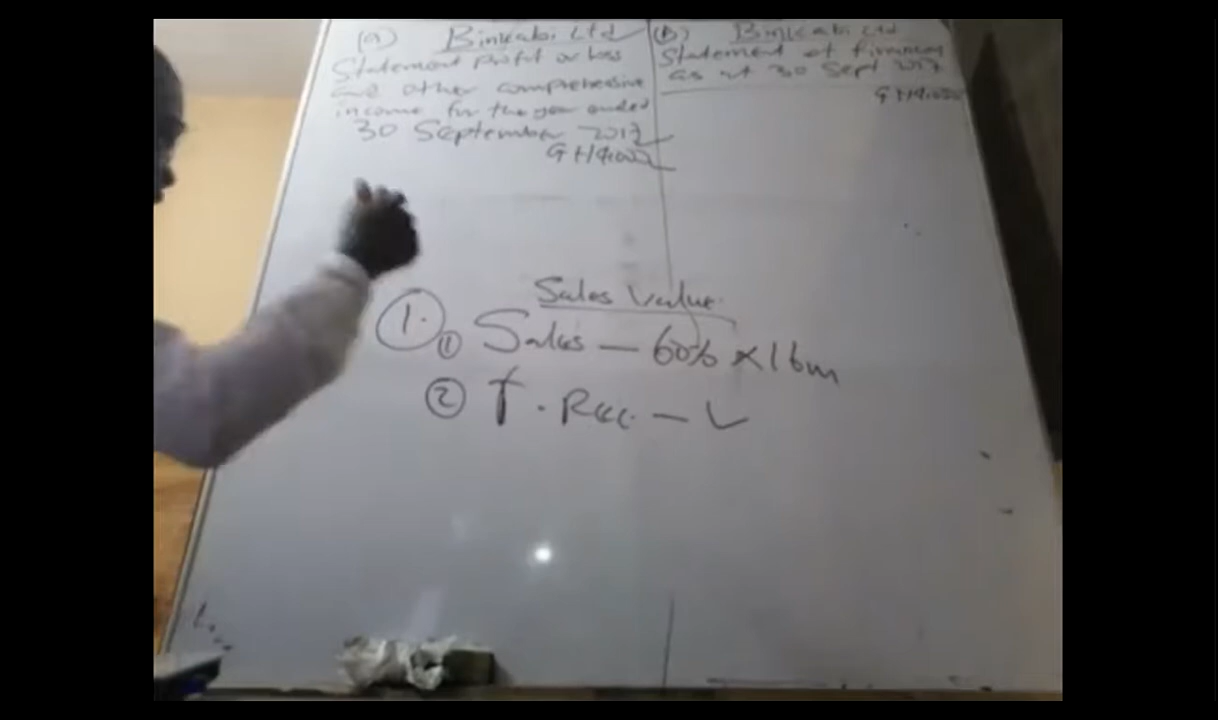 (a) Binkabi Ltd
Statement profit or loss
and other comprehensive
income for the year ended
30 September 2017
GH¢'000
(b) Binkabi Ltd
Statement of financial
as at 30 Sept 2017
GH¢'000
Sales Value
1. (1) Sales — 60% x 16m
(2) T. Rec. —